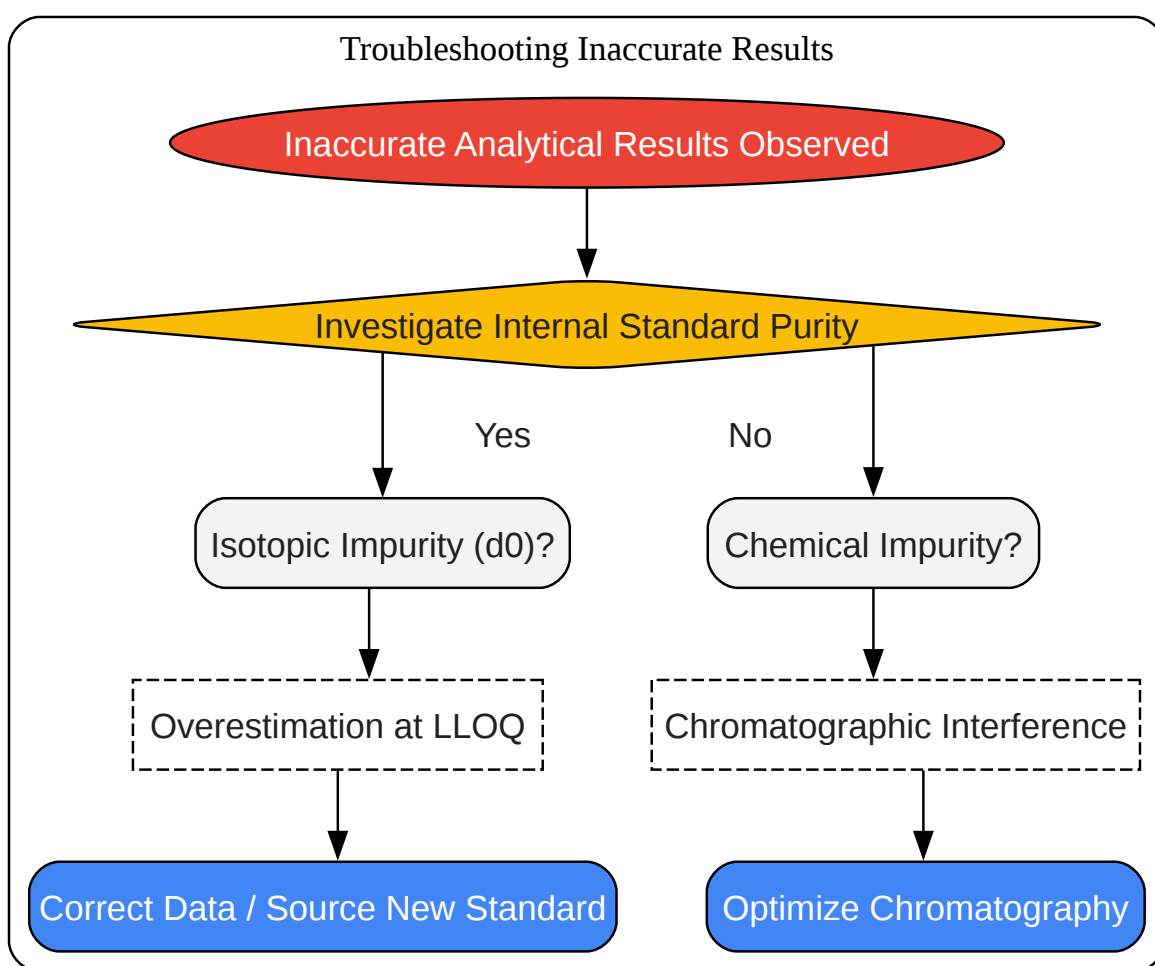 Troubleshooting Inaccurate Results
Inaccurate Analytical Results Observed
Investigate Internal Standard Purity
Yes
No
Isotopic Impurity (d0)?
Chemical Impurity?
Overestimation at LLOQ
Chromatographic Interference
Correct Data / Source New Standard
Optimize Chromatography